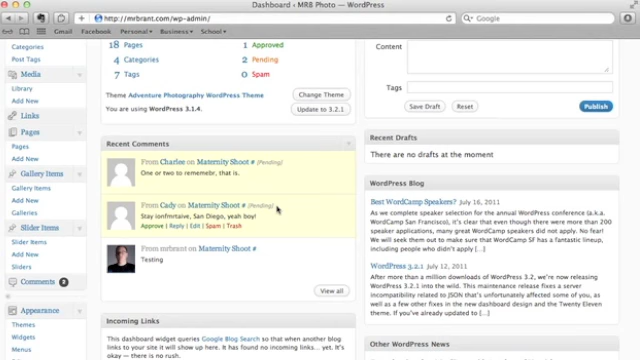 Dashboard ‹ MRB Photo — WordPress
http://mrbrant.com/wp-admin/
Google
Gmail Facebook Personal Business School
Categories
Post Tags
Media
Library
Add New
Links
Pages
Pages
Add New
Gallery Items
Gallery Items
Add New
Galleries
Slider Items
Slider Items
Add New
Sliders
Comments 2
Appearance
Themes
Widgets
Menus
18 Pages 1 Approved
4 Categories 2 Pending
7 Tags 0 Spam
Theme Adventure Photography WordPress Theme Change Theme
You are using WordPress 3.1.4. Update to 3.2.1
Recent Comments
From Charlee on Maternity Shoot # [Pending]
One or two to rememelr, that is.
From Cady on Maternity Shoot # [Pending]
Stay ionfmrtaive, San Diego, yeah boy!
Approve | Reply | Edit | Spam | Trash
From mrbrant on Maternity Shoot #
Testing
View all
Incoming Links
This dashboard widget queries Google Blog Search so that when another blog
links to your site it will show up here. It has found no incoming links... yet. It's
okay — there is no rush.
Content
Tags
Save Draft Reset Publish
Recent Drafts
There are no drafts at the moment
WordPress Blog
Best WordCamp Speakers? July 16, 2011
As we complete speaker selection for the annual WordPress conference (a.k.a.
WordCamp San Francisco), it's clear that even though there were more than 200
speaker applications, many great WordCamp speakers did not apply. No fear!
We will seek them out to make sure that WordCamp SF has a fantastic lineup,
including people who didn't […]
WordPress 3.2.1 July 12, 2011
After more than a million downloads of WordPress 3.2, we're now releasing
WordPress 3.2.1 into the wild. This maintenance release fixes a server
incompatibility related to JSON that's unfortunately affected some of you, as
well as a few other fixes in the new dashboard design and the Twenty Eleven
theme. If you've already updated to […]
Other WordPress News